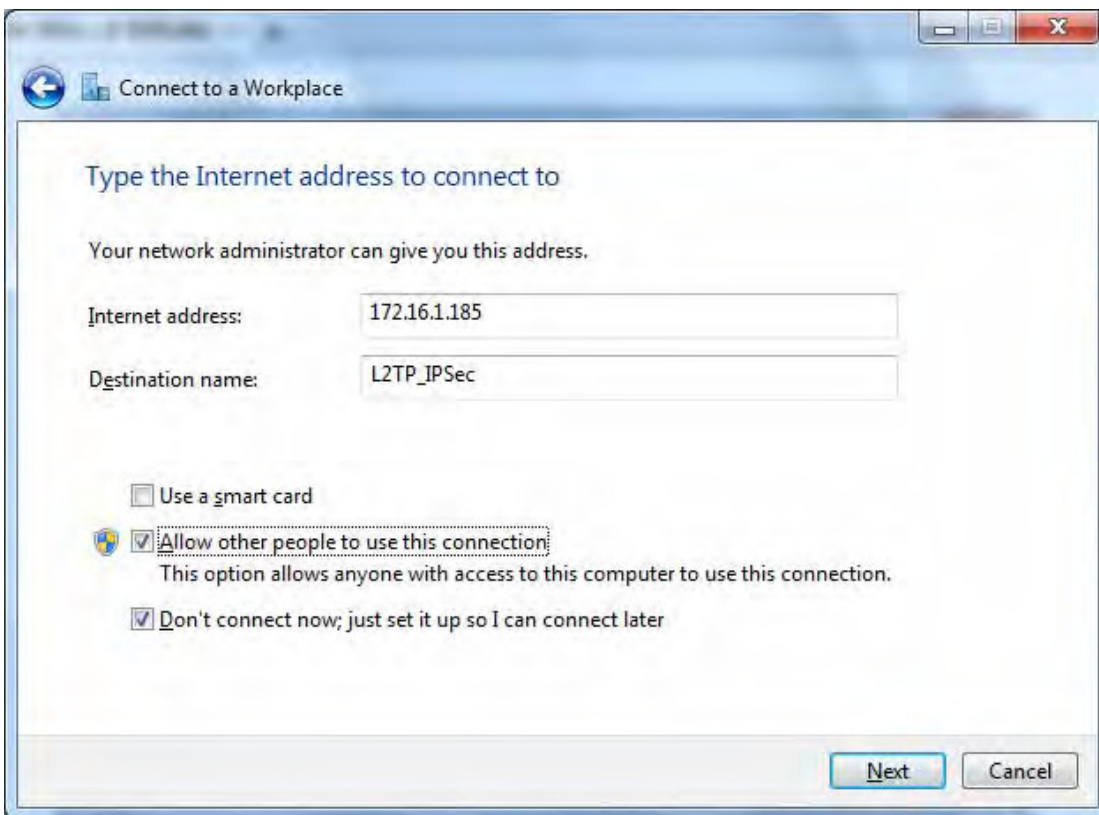 Connect to a Workplace
Type the Internet address to connect to
Your network administrator can give you this address.
Internet address: 172.16.1.185
Destination name: L2TP_IPSec
Use a smart card
Allow other people to use this connection
This option allows anyone with access to this computer to use this connection.
Don't connect now; just set it up so I can connect later
Next Cancel